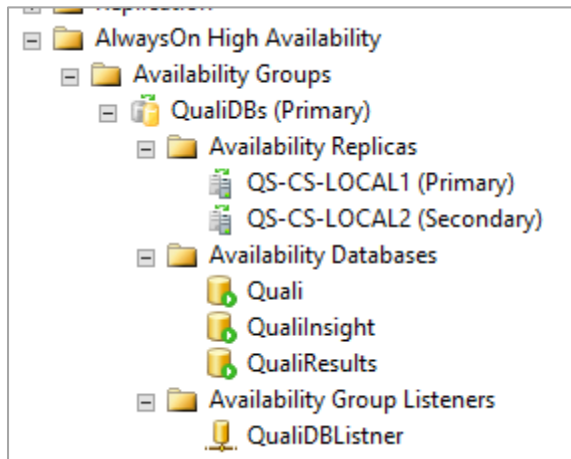 AlwaysOn High Availability
Availability Groups
QualiDBs (Primary)
Availability Replicas
QS-CS-LOCAL1 (Primary)
QS-CS-LOCAL2 (Secondary)
Availability Databases
Quali
QualiInsight
QualiResults
Availability Group Listeners
QualiDBListner